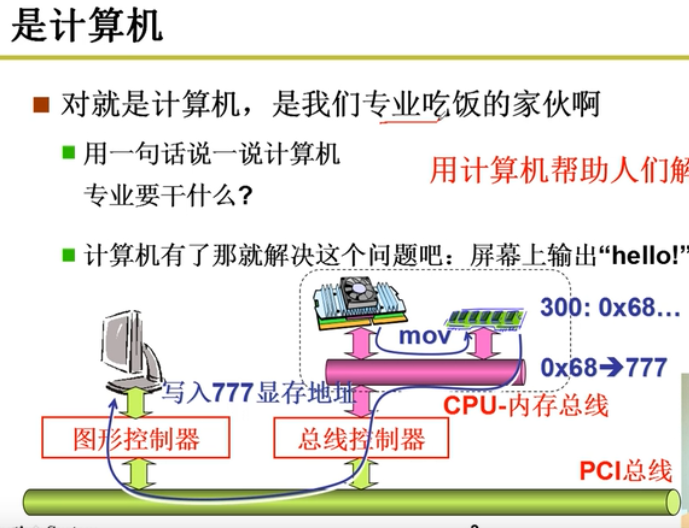 是计算机
对就是计算机，是我们专业吃饭的家伙啊
用一句话说一说计算机
专业要干什么?
用计算机帮助人们解
计算机有了那就解决这个问题吧：屏幕上输出“hello!”
300: 0x68…
mov
0x68➔777
写入777显存地址
CPU-内存总线
图形控制器
总线控制器
PCI总线